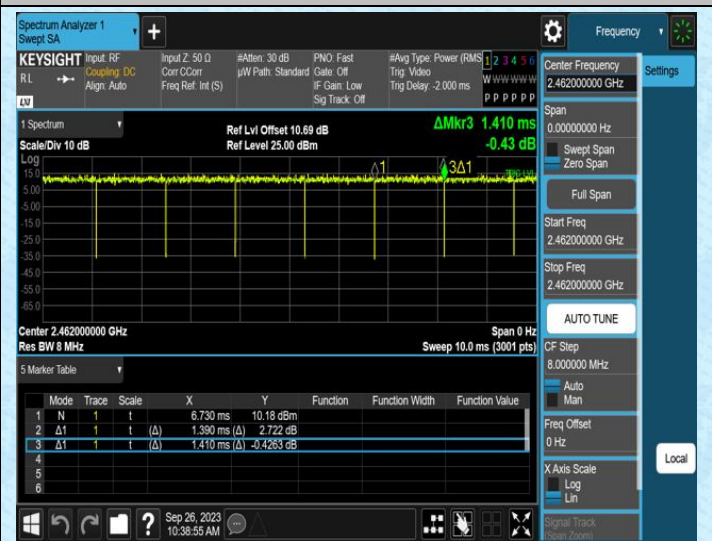 Spectrum Analyzer 1
Swept SA
+
Frequency
KEYSIGHT
Input: RF
Input Z: 50 Ω
#Atten: 30 dB
PNO: Fast
#Avg Type: Power (RMS
1 2 3 4 5 6
RL
Coupling: DC
Corr CCorr
µW Path: Standard
Gate: Off
Trig: Video
W W W W W W
Align: Auto
Freq Ref: Int (S)
IF Gain: Low
Trig Delay: -2.000 ms
Sig Track: Off
P P P P P P
LXI
1 Spectrum
Ref Lvl Offset 10.69 dB
ΔMkr3 1.410 ms
Scale/Div 10 dB
Ref Level 25.00 dBm
-0.43 dB
Log
1
3Δ1
15.0
5.00
-5.00
-15.0
-25.0
-35.0
-45.0
-55.0
-65.0
Center 2.462000000 GHz
Span 0 Hz
Res BW 8 MHz
Sweep 10.0 ms (3001 pts)
5 Marker Table
Mode Trace Scale X Y Function Function Width Function Value
1 N 1 t 6.730 ms 10.18 dBm
2 Δ1 1 t (Δ) 1.390 ms (Δ) 2.722 dB
3 Δ1 1 t (Δ) 1.410 ms (Δ) -0.4263 dB
4
5
6
?
Sep 26, 2023
10:38:55 AM
Center Frequency
2.462000000 GHz
Settings
Span
0.00000000 Hz
Swept Span
Zero Span
Full Span
Start Freq
2.462000000 GHz
Stop Freq
2.462000000 GHz
AUTO TUNE
CF Step
8.000000 MHz
Auto
Man
Freq Offset
0 Hz
X Axis Scale
Log
Lin
Local
Signal Track
(Span Zoom)